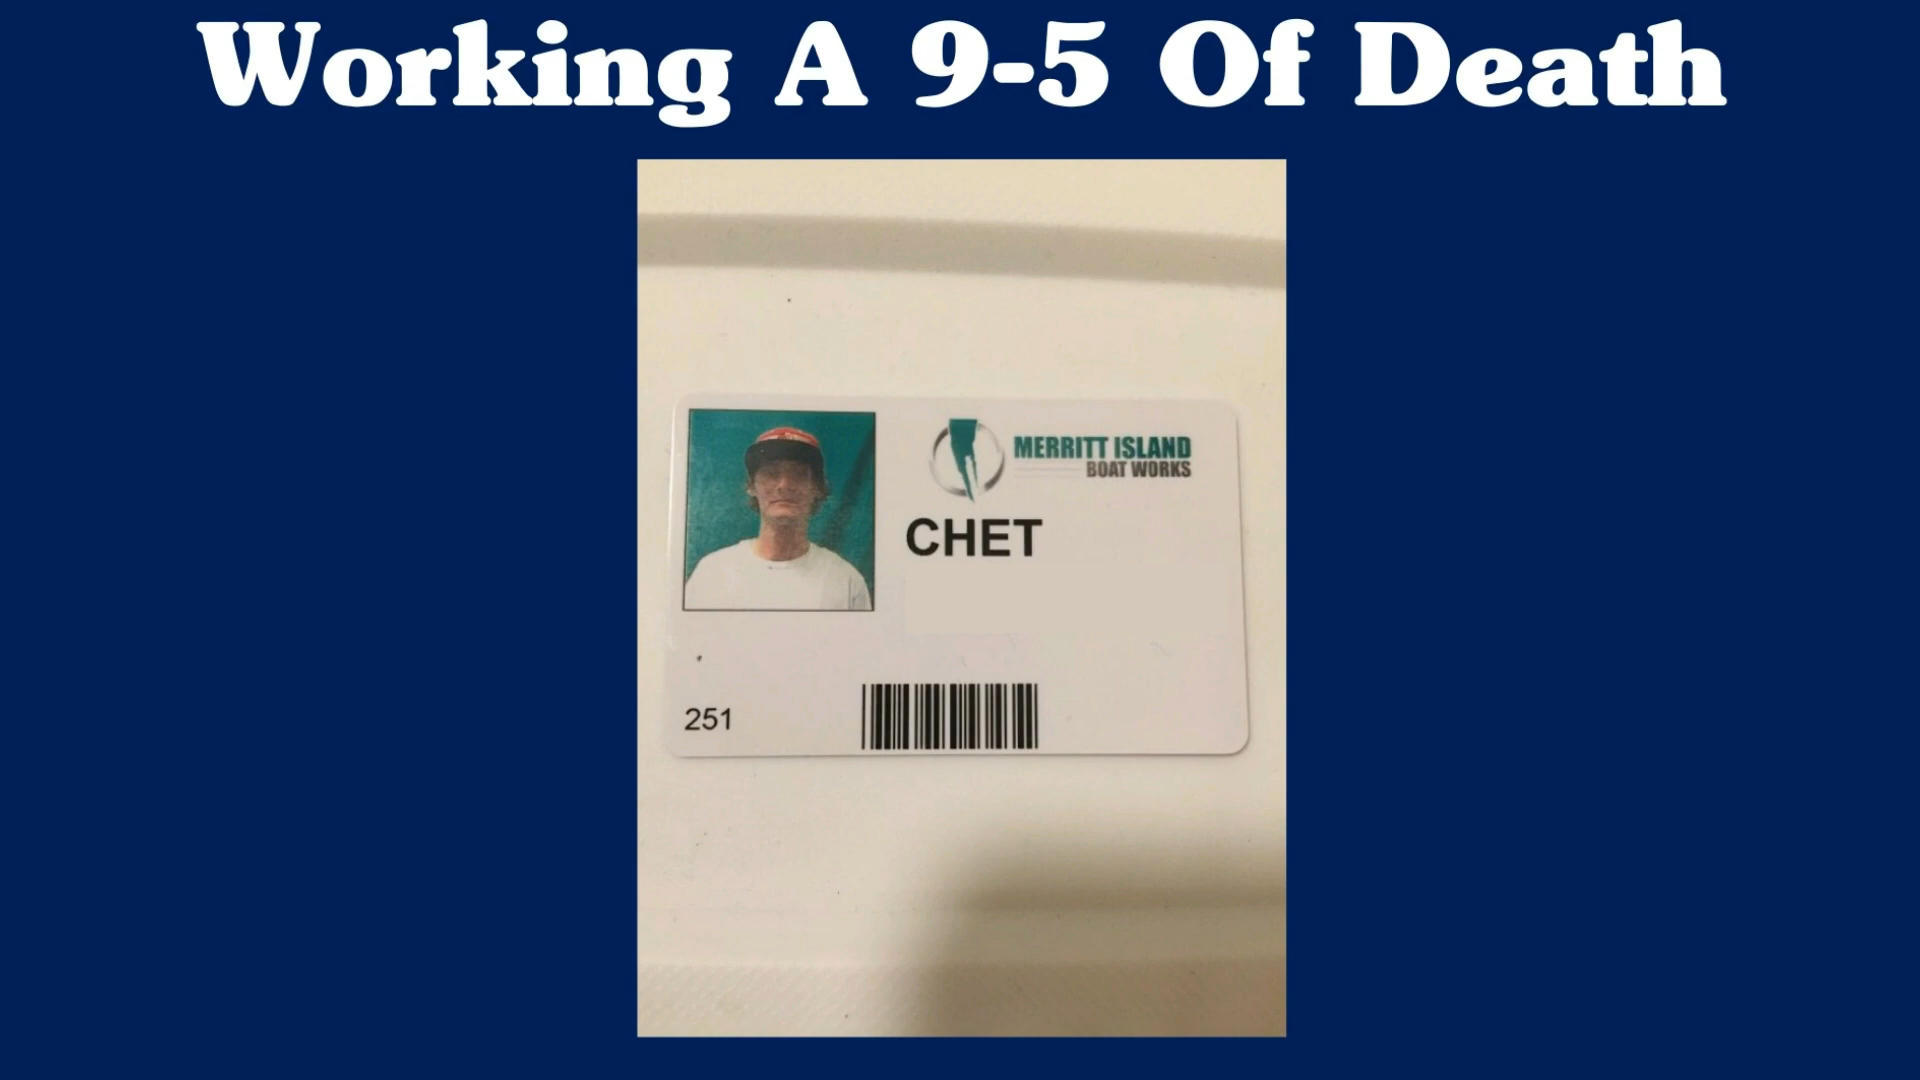 Working A 9-5 Of Death
MERRITT ISLAND
BOAT WORKS
CHET
251